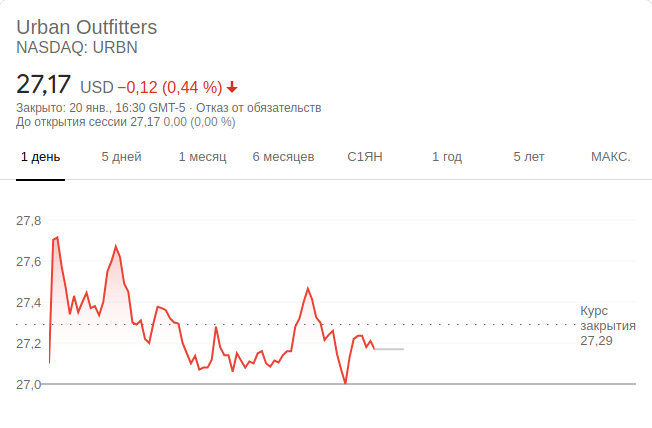 Urban Outfitters
NASDAQ: URBN
27,17 USD −0,12 (0,44 %)
Закрыто: 20 янв., 16:30 GMT-5 · Отказ от обязательств
До открытия сессии 27,17 0,00 (0,00 %)
1 день 5 дней 1 месяц 6 месяцев С1ЯН 1 год 5 лет МАКС.
27,8
27,6
27,4
27,2
27,0
Курс
закрытия
27,29